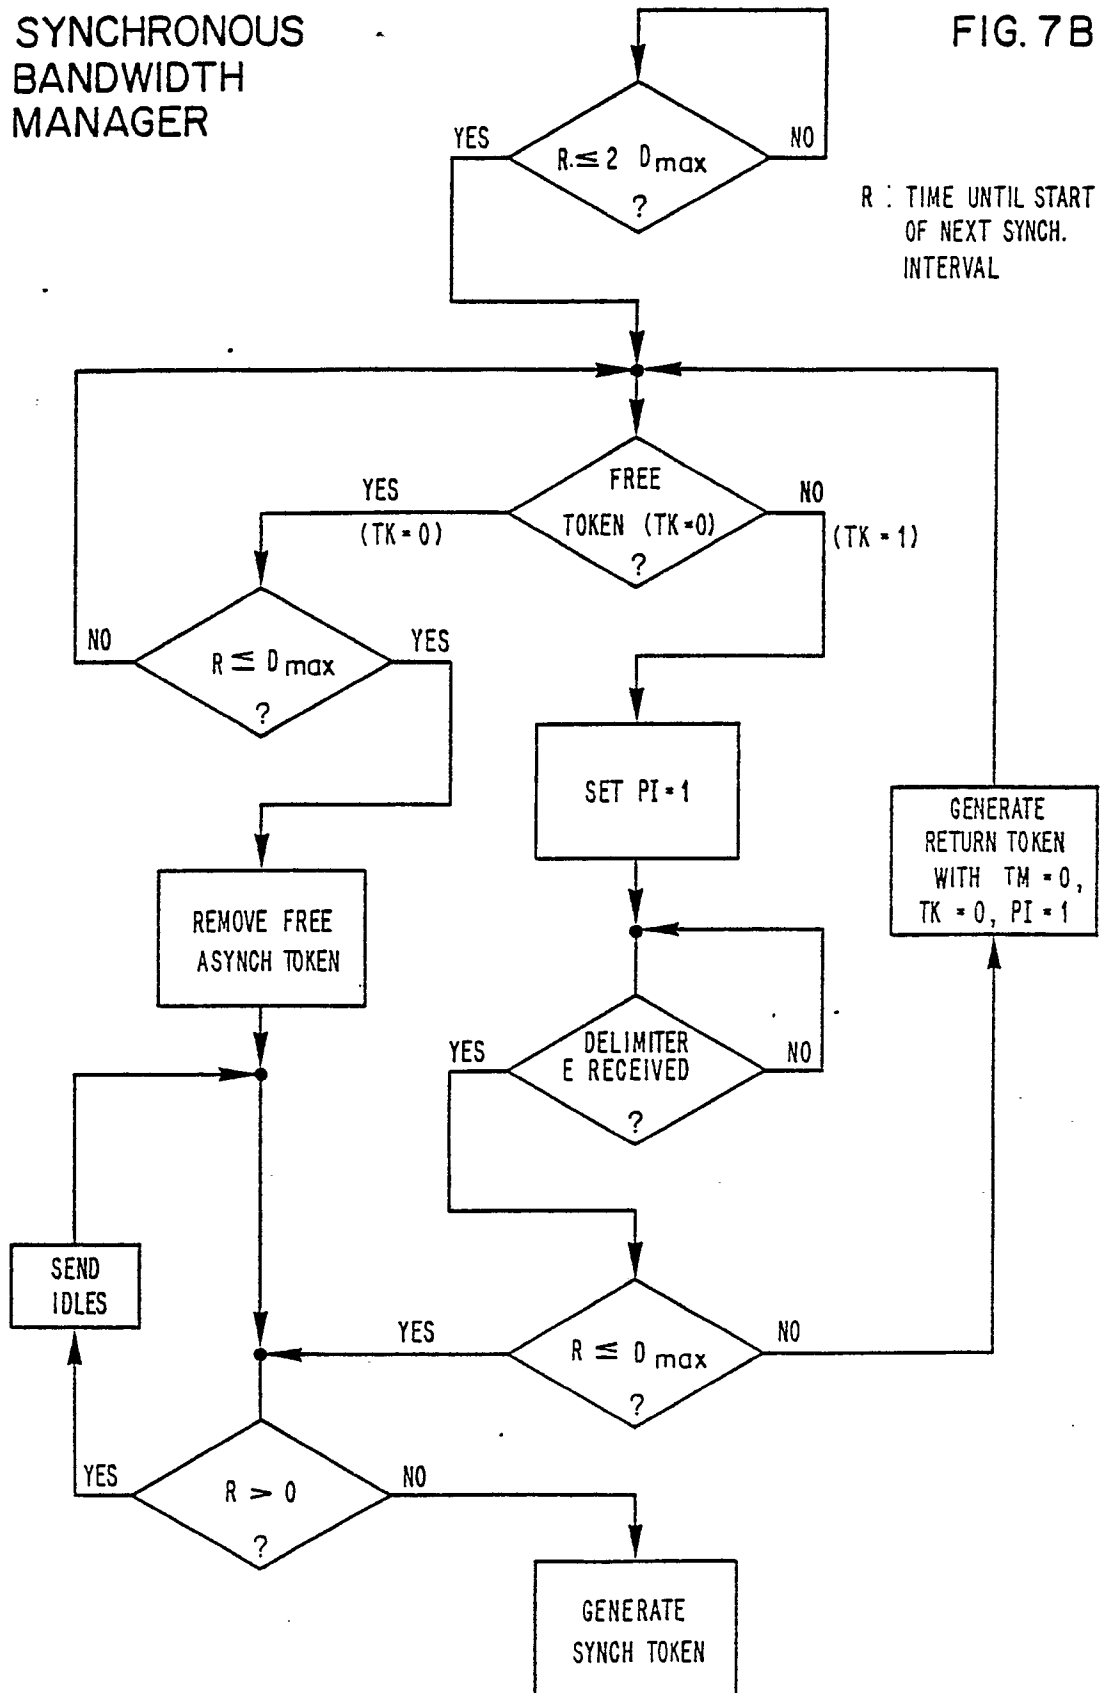 SYNCHRONOUS
BANDWIDTH
MANAGER
FIG. 7B
YES
NO
R ≤ 2 Dmax
?
R : TIME UNTIL START
OF NEXT SYNCH.
INTERVAL
YES
(TK=0)
FREE
TOKEN (TK=0)
?
NO
(TK=1)
NO
YES
R ≤ Dmax
?
SET PI=1
GENERATE
RETURN TOKEN
WITH TM=0,
TK=0, PI=1
REMOVE FREE
ASYNCH TOKEN
YES
DELIMITER
E RECEIVED
?
NO
SEND
IDLES
YES
R ≤ Dmax
?
NO
YES
R > 0
?
NO
GENERATE
SYNCH TOKEN